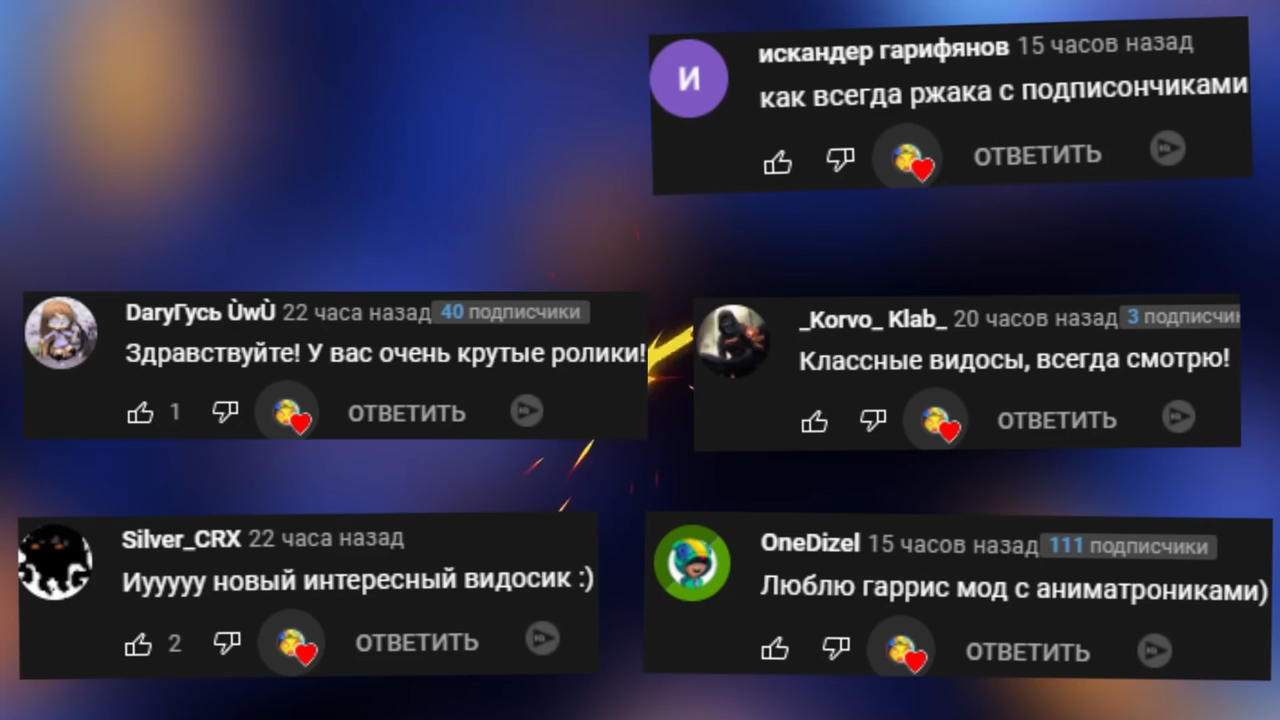 И
искандер гарифянов 15 часов назад
как всегда ржака с подписончиками
ОТВЕТИТЬ
DaryГусь ÙwÙ 22 часа назад 40 подписчики
Здравствуйте! У вас очень крутые ролики!
1 ОТВЕТИТЬ
_Korvo_ Klab_ 20 часов назад 3
Классные видосы, всегда смотрю!
ОТВЕТИТЬ
Silver_CRX 22 часа назад
Иууууу новый интересный видосик :)
2 ОТВЕТИТЬ
OneDizel 15 часов назад 111 подписчики
Люблю гаррис мод с аниматрониками)
ОТВЕТИТЬ